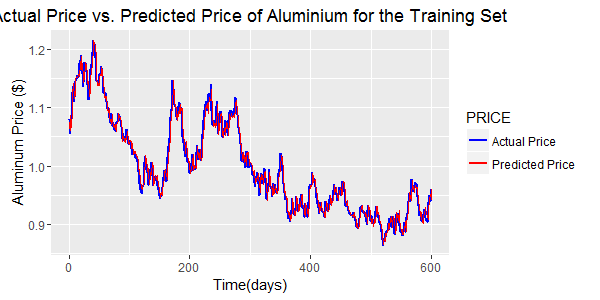 Actual Price vs. Predicted Price of Aluminium for the Training Set
1.2
1.1
1.0
0.9
Aluminum Price ($)
0
200
400
600
Time(days)
PRICE
Actual Price
Predicted Price